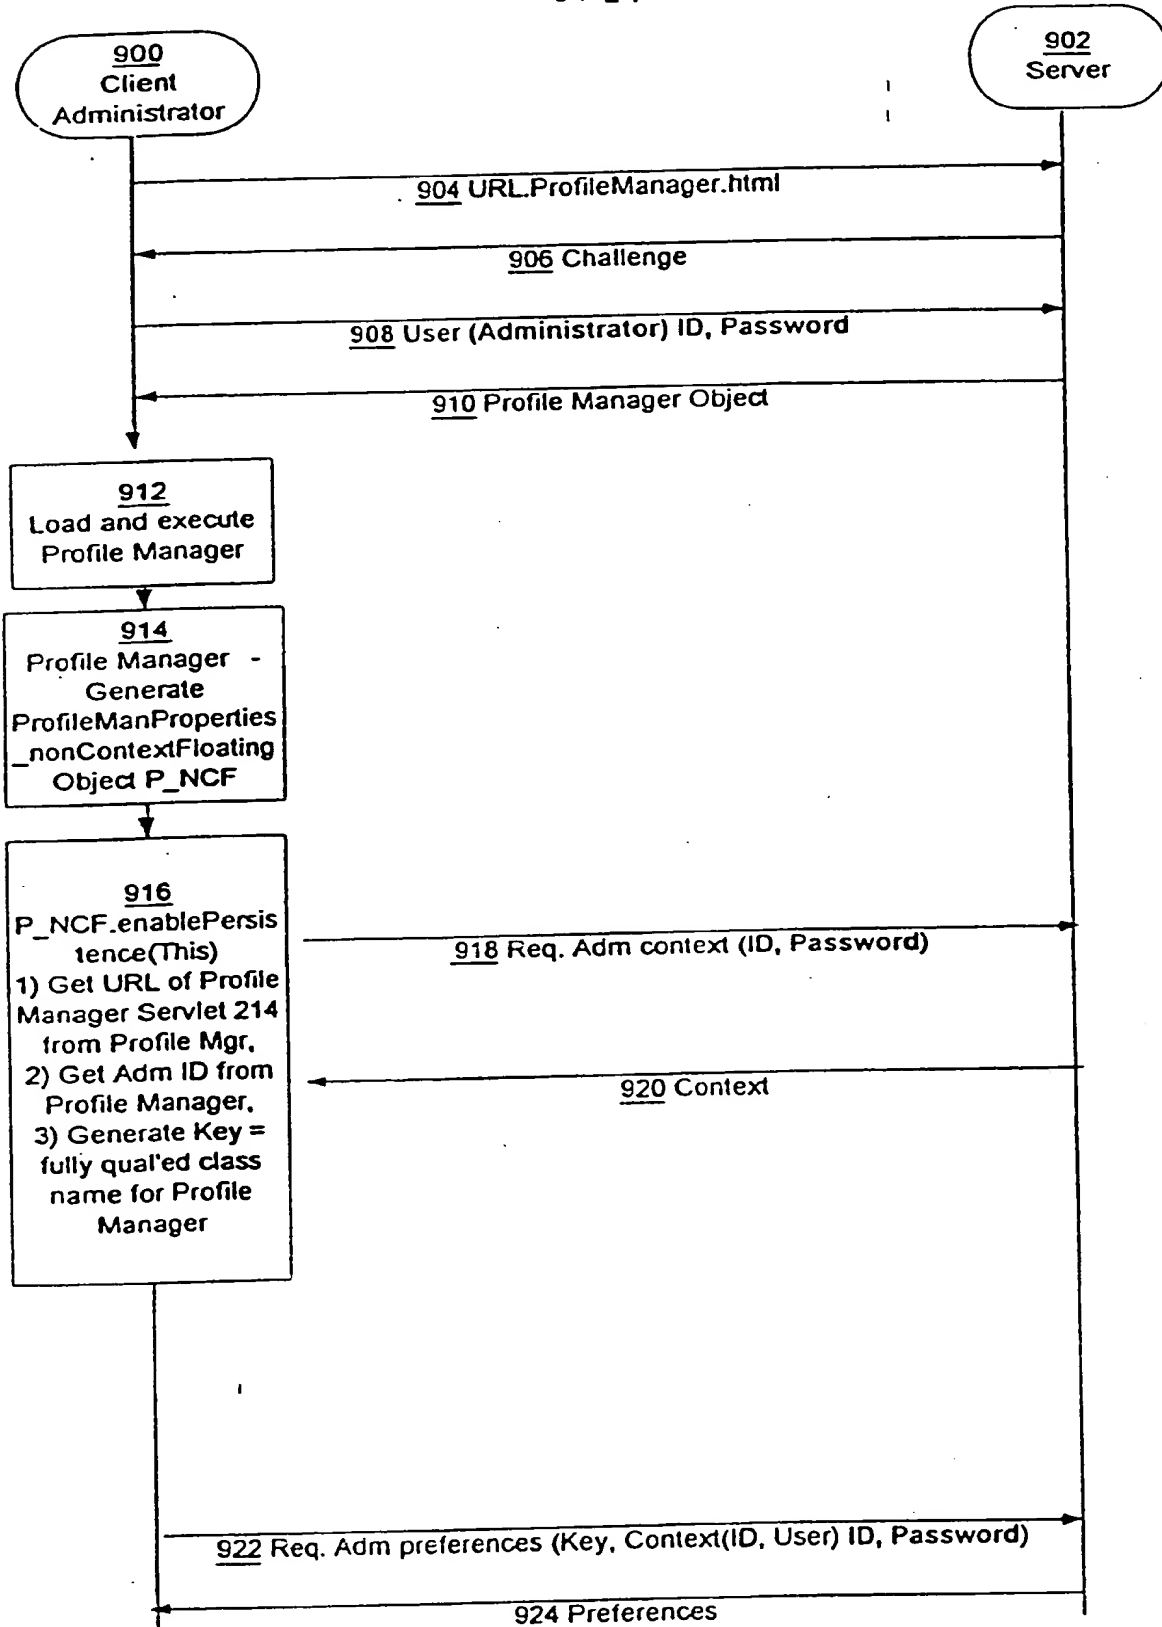 900
Client
Administrator
902
Server
904 URL.ProfileManager.html
906 Challenge
908 User (Administrator) ID, Password
910 Profile Manager Object
912
Load and execute
Profile Manager
914
Profile Manager -
Generate
ProfileManProperties
_nonContextFloating
Object P_NCF
916
P_NCF.enablePersis
tence(This)
1) Get URL of Profile
Manager Servlet 214
from Profile Mgr,
2) Get Adm ID from
Profile Manager,
3) Generate Key =
fully qual'ed class
name for Profile
Manager
918 Req. Adm context (ID, Password)
920 Context
922 Req. Adm preferences (Key, Context(ID, User) ID, Password)
924 Preferences